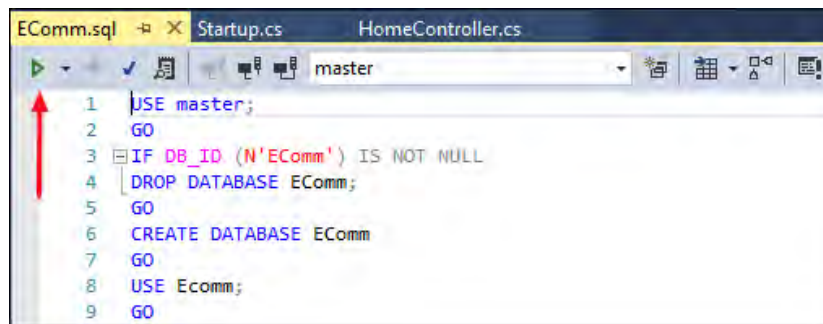 EComm.sql Startup.cs HomeController.cs
master
1 USE master;
2 GO
3 IF DB_ID (N'EComm') IS NOT NULL
4 DROP DATABASE EComm;
5 GO
6 CREATE DATABASE EComm
7 GO
8 USE Ecomm;
9 GO